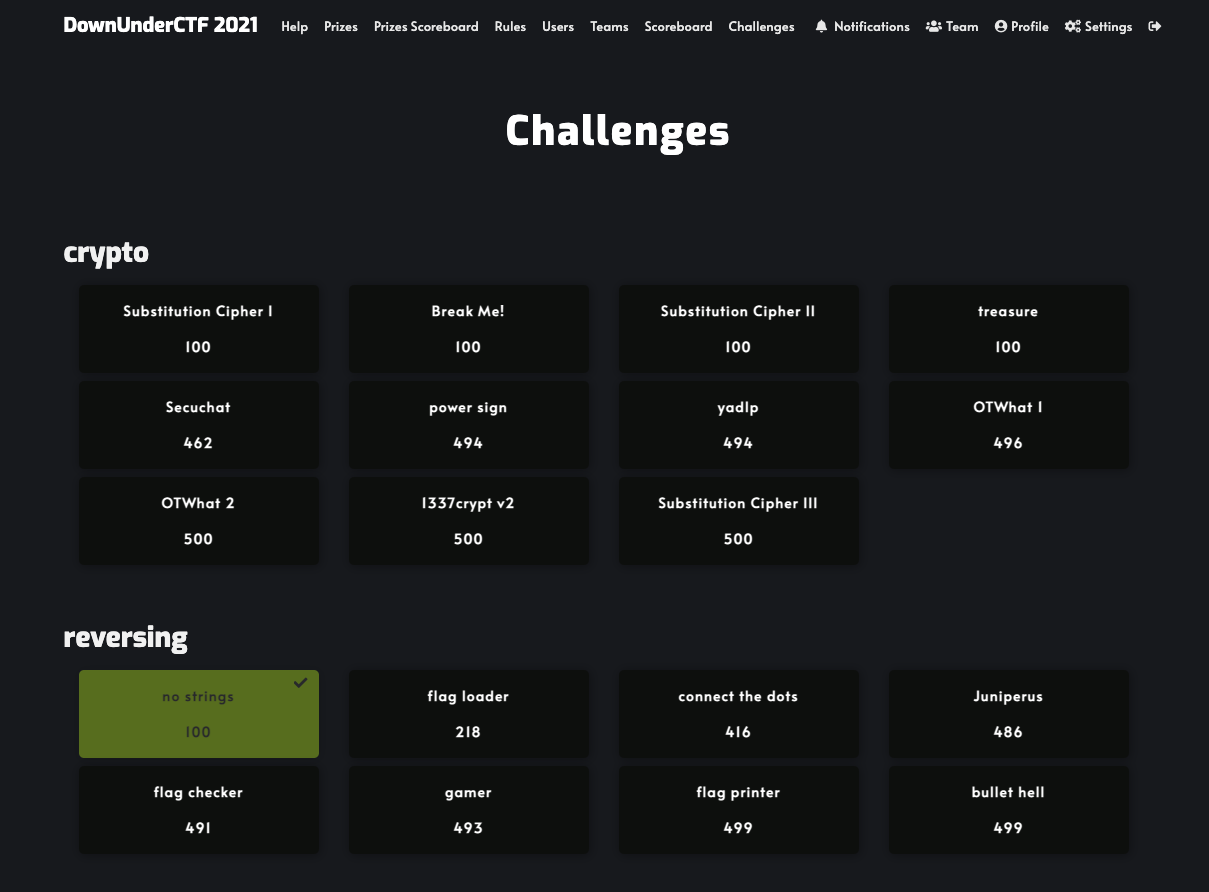 DownUnderCTF 2021 Help Prizes Prizes Scoreboard Rules Users Teams Scoreboard Challenges Notifications Team Profile Settings
Challenges
crypto
Substitution Cipher I Break Me! Substitution Cipher II treasure
100 100 100 100
Secuchat power sign yadlp OTWhat 1
462 494 494 496
OTWhat 2 1337crypt v2 Substitution Cipher III
500 500 500
reversing
no strings flag loader connect the dots Juniperus
100 218 416 486
flag checker gamer flag printer bullet hell
491 493 499 499